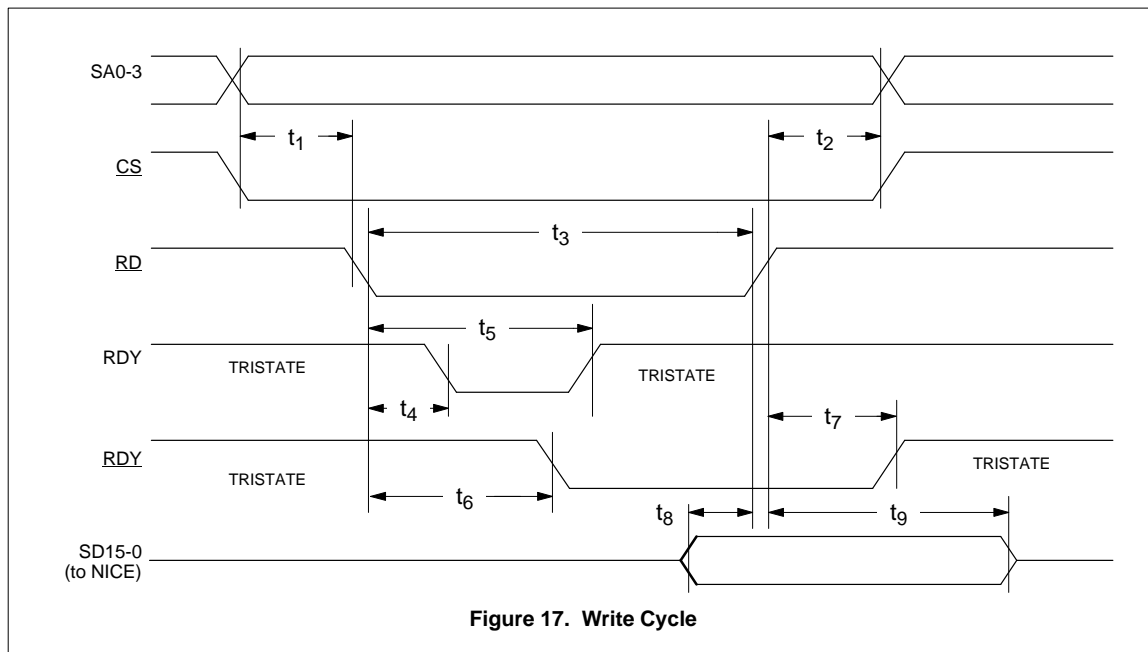 SA0-3
t1
t2
CS
t3
RD
t5
RDY
TRISTATE
TRISTATE
t4
t7
RDY
TRISTATE
TRISTATE
t6
t8
t9
SD15-0
(to NICE)
Figure 17. Write Cycle